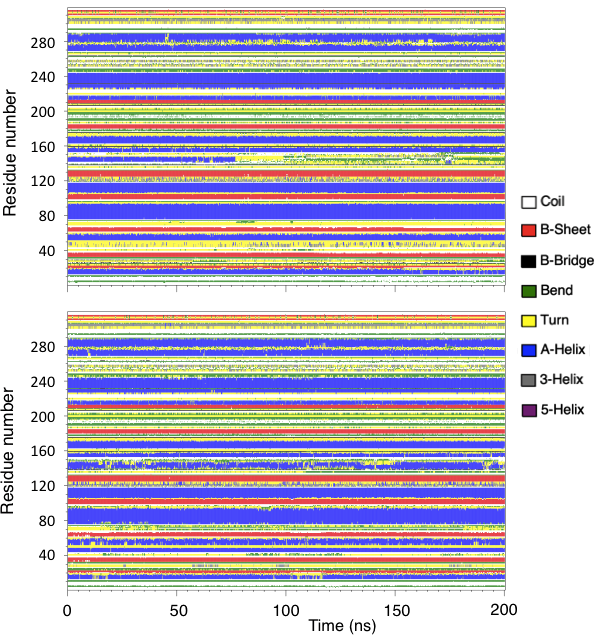 280
240
200
160
120
80
40
Residue number
Coil
B-Sheet
B-Bridge
Bend
Turn
A-Helix
3-Helix
5-Helix
280
240
200
160
120
80
40
Residue number
0 50 100 150 200
Time (ns)